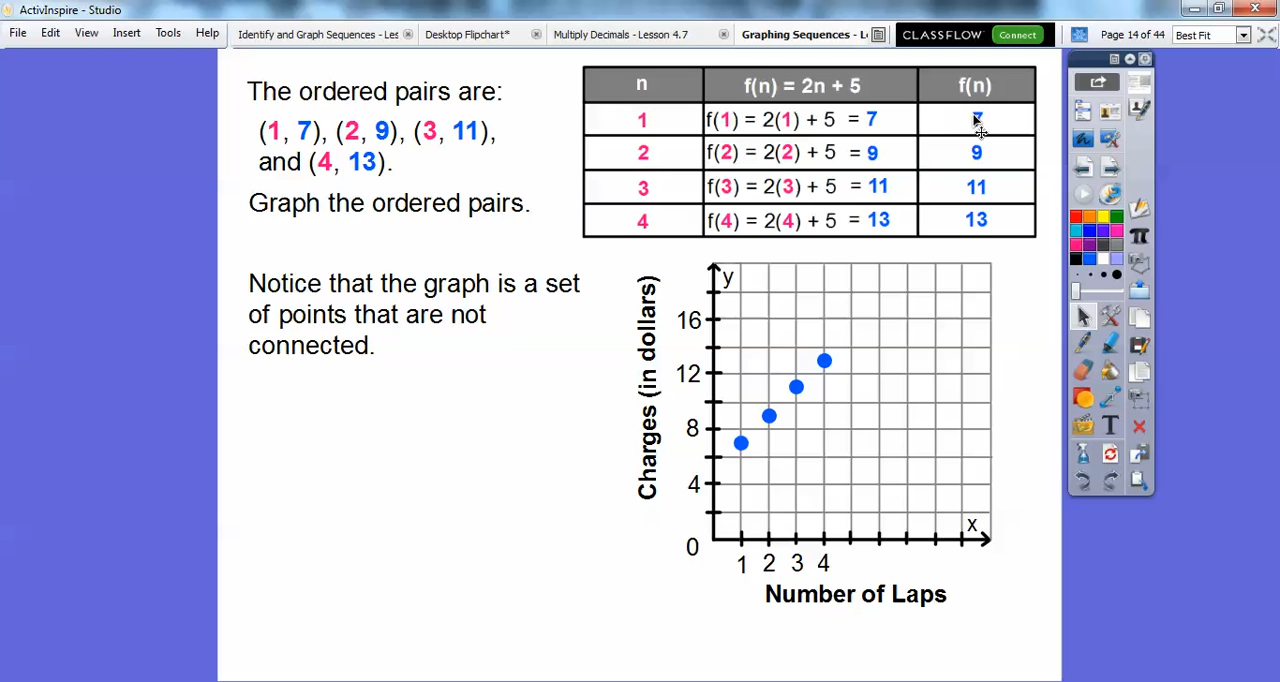 ActivInspire - Studio
File Edit View Insert Tools Help
Identify and Graph Sequences - Les
Desktop Flipchart*
Multiply Decimals - Lesson 4.7
Graphing Sequences - L
CLASSFLOW Connect
Page 14 of 44
Best Fit
The ordered pairs are:
(1, 7), (2, 9), (3, 11),
and (4, 13).
Graph the ordered pairs.
Notice that the graph is a set
of points that are not
connected.
n f(n) = 2n + 5 f(n)
1 f(1) = 2(1) + 5 = 7 7
2 f(2) = 2(2) + 5 = 9 9
3 f(3) = 2(3) + 5 = 11 11
4 f(4) = 2(4) + 5 = 13 13
Charges (in dollars)
y
16
12
8
4
0
x
1 2 3 4
Number of Laps